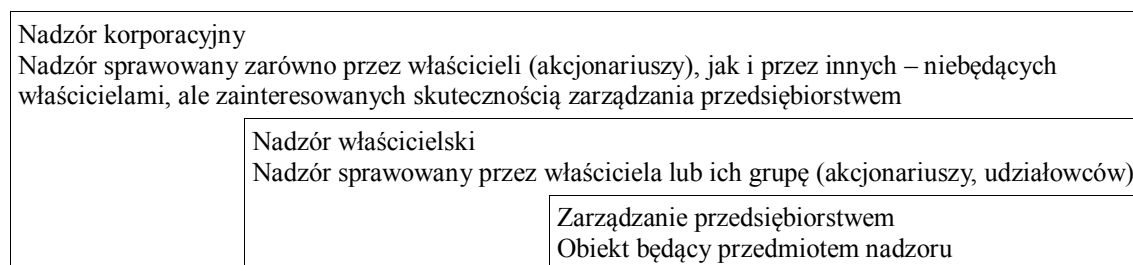 Nadzór korporacyjny
Nadzór sprawowany zarówno przez właścicieli (akcjonariuszy), jak i przez innych – niebędących
właścicielami, ale zainteresowanych skutecznością zarządzania przedsiębiorstwem
Nadzór właścicielski
Nadzór sprawowany przez właściciela lub ich grupę (akcjonariuszy, udziałowców)
Zarządzanie przedsiębiorstwem
Obiekt będący przedmiotem nadzoru